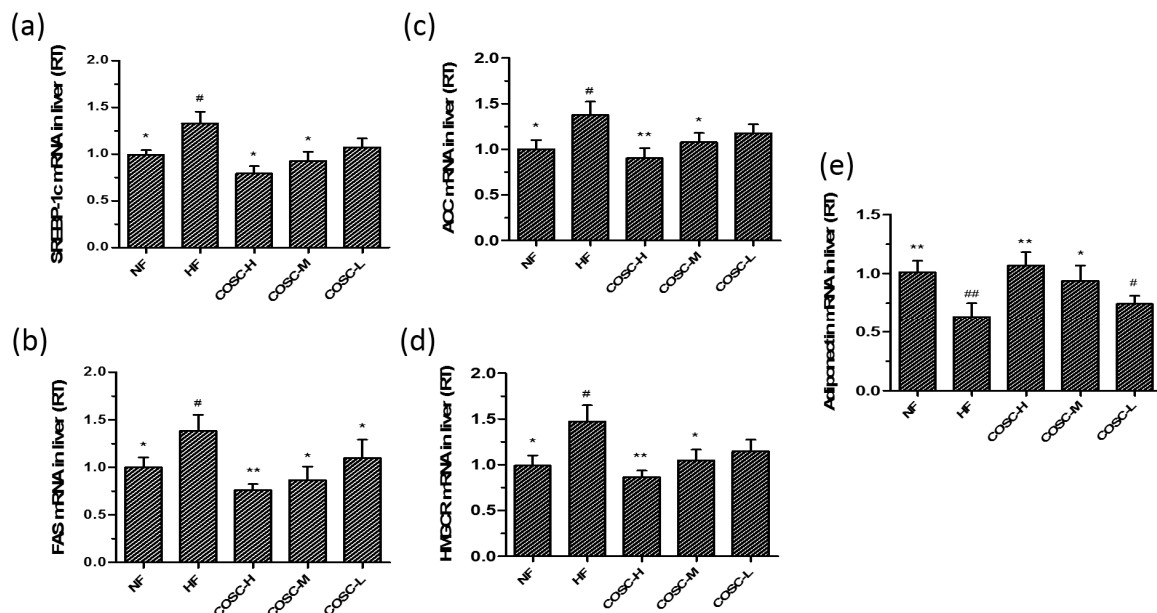 (a)
SREBP-1c mRNA in liver (RT)
2.0
1.5
1.0
0.5
0.0
*
#
*
*
NF
HF
COSC-H
COSC-M
COSC-L
(c)
AOC mRNA in liver (RT)
2.0
1.5
1.0
0.5
0.0
*
#
**
*
NF
HF
COSC-H
COSC-M
COSC-L
(b)
FAS mRNA in liver (RT)
2.0
1.5
1.0
0.5
0.0
*
#
**
*
*
NF
HF
COSC-H
COSC-M
COSC-L
(d)
HMGCR mRNA in liver (RT)
2.0
1.5
1.0
0.5
0.0
*
#
**
*
NF
HF
COSC-H
COSC-M
COSC-L
(e)
Adiponectin mRNA in liver (RT)
1.5
1.0
0.5
0.0
**
##
**
*
#
NF
HF
COSC-H
COSC-M
COSC-L